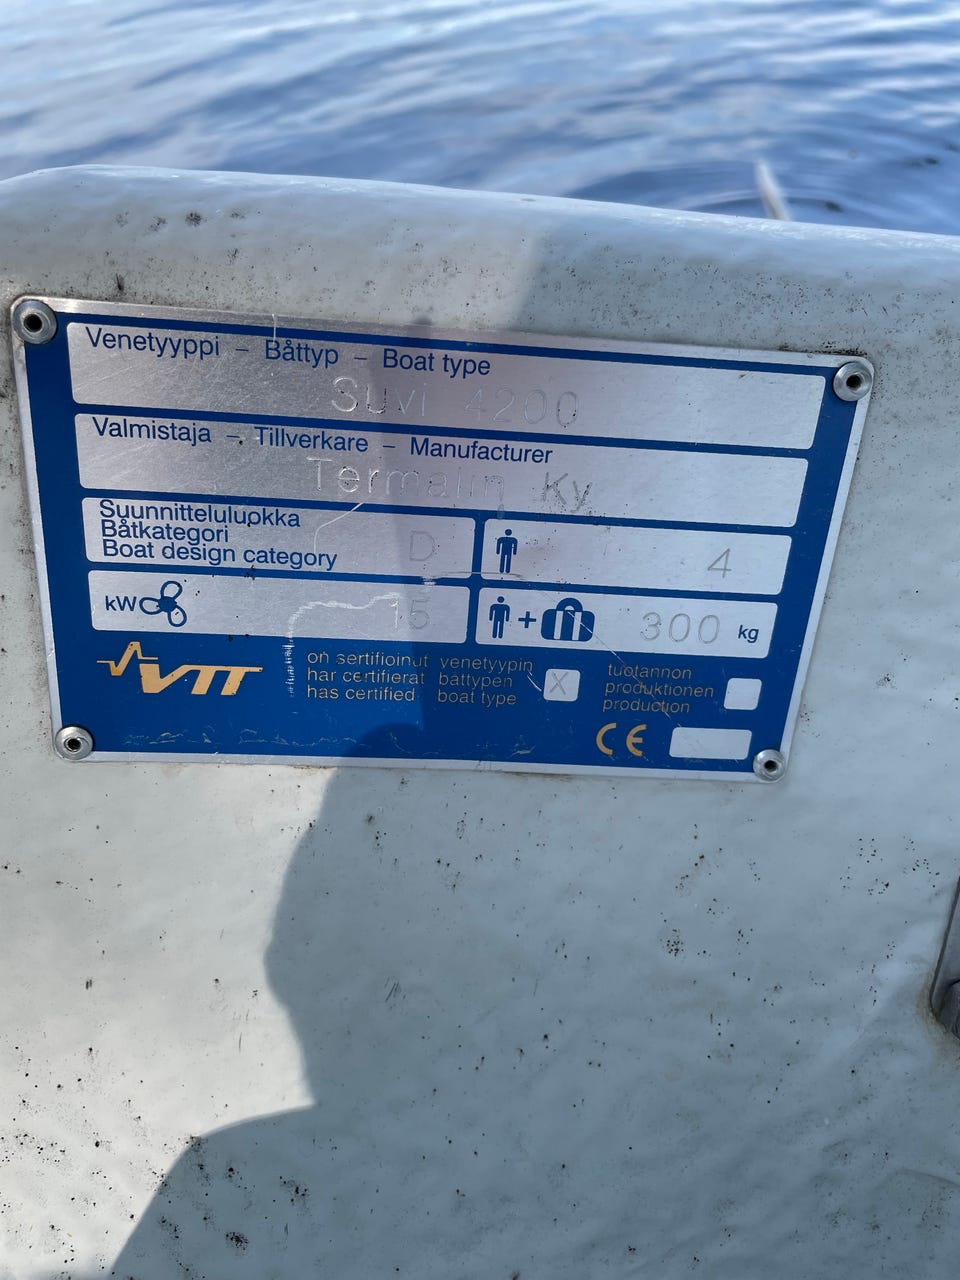 Venetyyppi – Båttyp – Boat type
Suvi 4200
Valmistaja – Tillverkare – Manufacturer
Termalin Ky
Suunnittelulupkka
Båtkategori
Boat design category
D
4
kW
15
+
300 kg
VTT
on sertifioinut venetyypin
har certifierat båttypen
has certified boat type
X
tuotannon
produktionen
production
CE